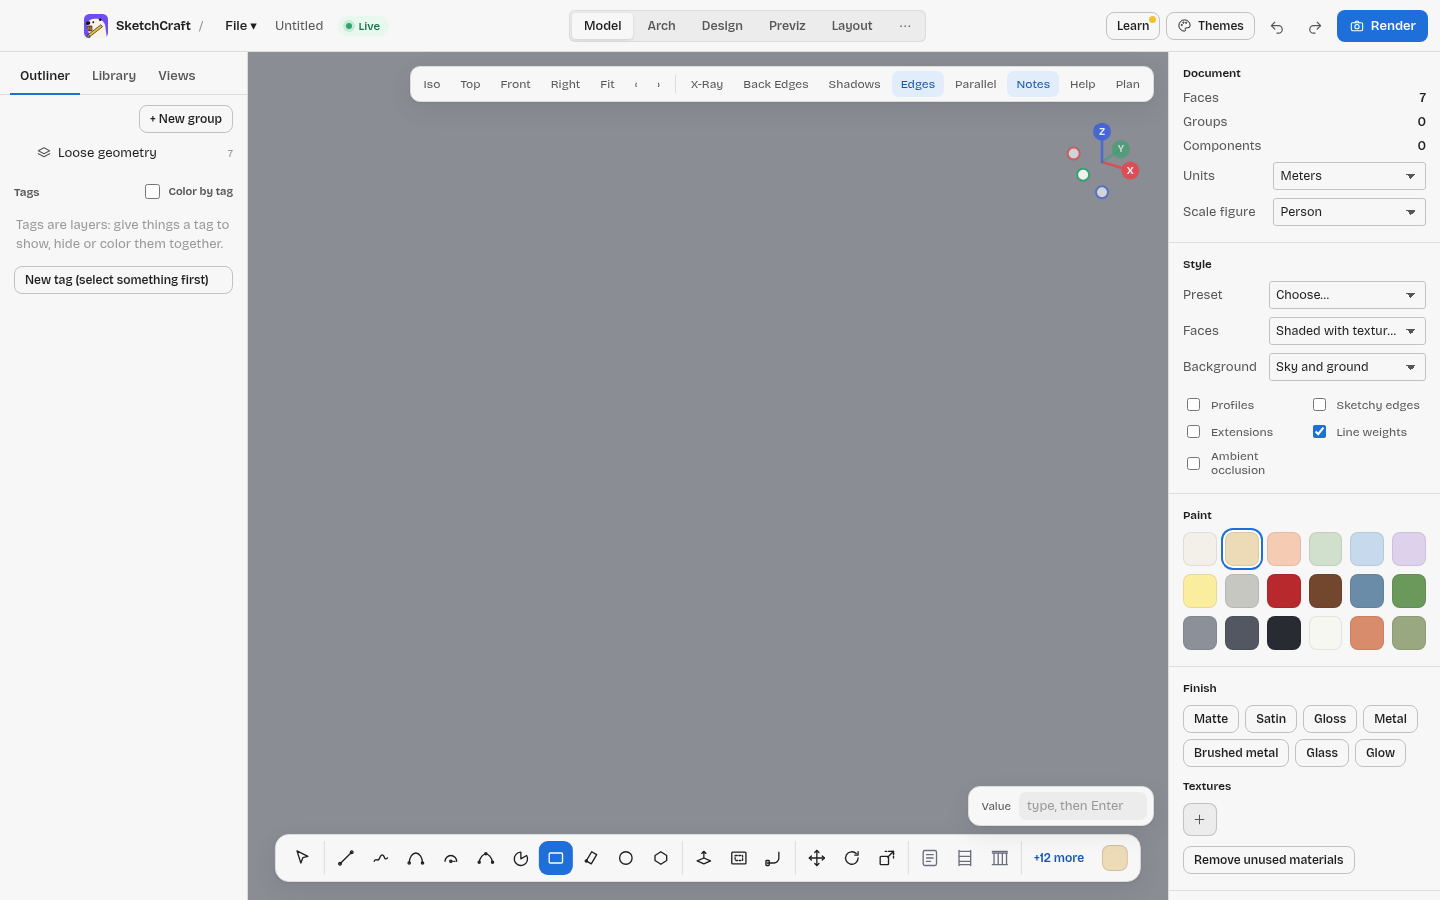 SketchCraft / File ▾ Untitled Live Model Arch Design Previz Layout ··· Learn Themes Render
Outliner Library Views
+ New group
Loose geometry 7
Tags Color by tag
Tags are layers: give things a tag to
show, hide or color them together.
New tag (select something first)
Iso Top Front Right Fit ‹ › X-Ray Back Edges Shadows Edges Parallel Notes Help Plan
Z
Y
X
Value type, then Enter
+12 more
Document
Faces 7
Groups 0
Components 0
Units Meters
Scale figure Person
Style
Preset Choose...
Faces Shaded with textur...
Background Sky and ground
Profiles Sketchy edges
Extensions Line weights
Ambient
occlusion
Paint
Finish
Matte Satin Gloss Metal
Brushed metal Glass Glow
Textures
+
Remove unused materials